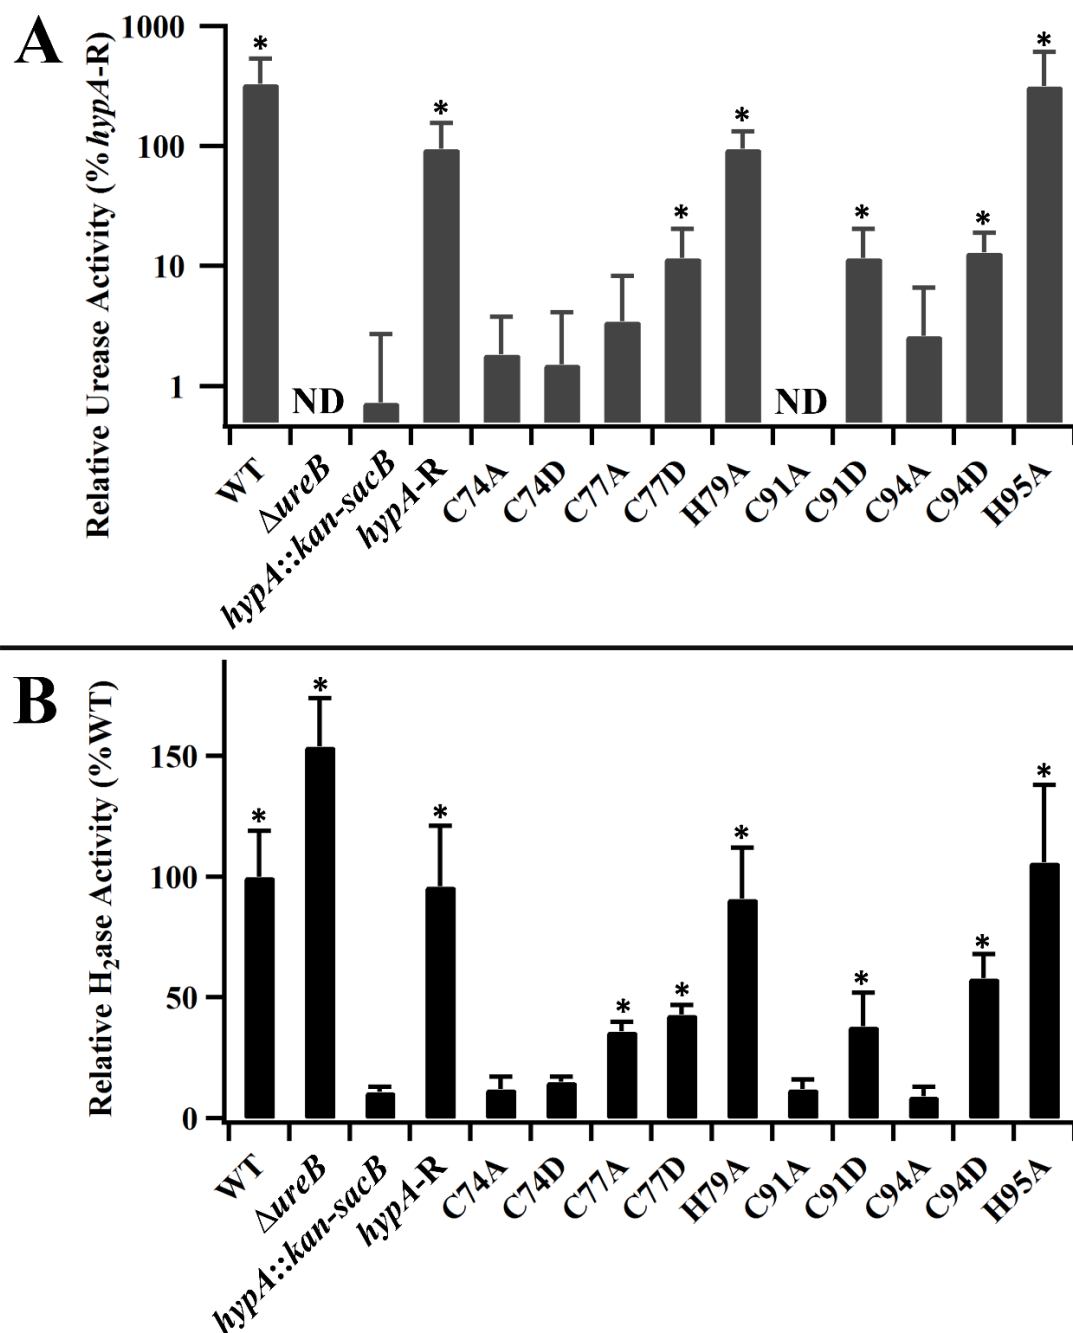 A
Relative Urease Activity (% hypA-R)
1000
100
10
1
*
*
*
*
*
*
*
ND
ND
WT
ΔureB
hypA::kan-sacB
hypA-R
C74A
C74D
C77A
C77D
H79A
C91A
C91D
C94A
C94D
H95A
B
Relative H₂ase Activity (%WT)
150
100
50
0
*
*
*
*
*
*
*
*
*
WT
ΔureB
hypA::kan-sacB
hypA-R
C74A
C74D
C77A
C77D
H79A
C91A
C91D
C94A
C94D
H95A